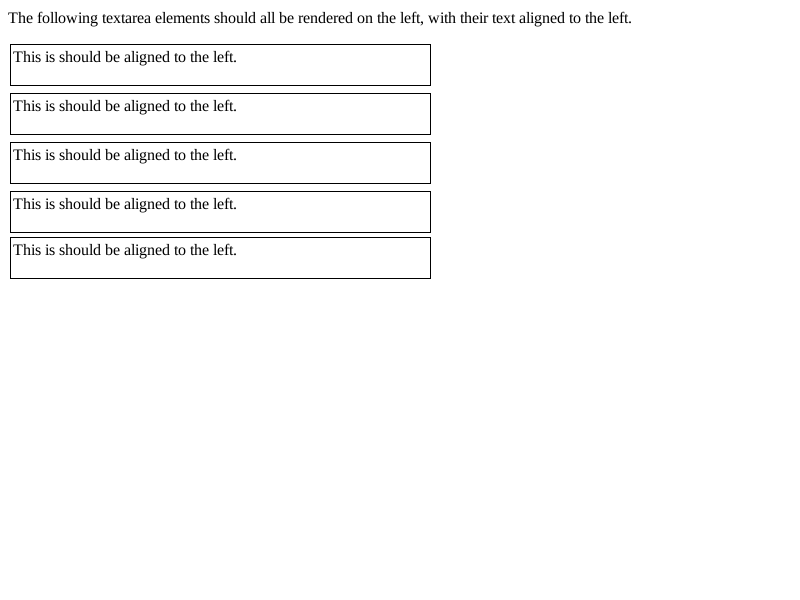 The following textarea elements should all be rendered on the left, with their text aligned to the left.
This is should be aligned to the left.
This is should be aligned to the left.
This is should be aligned to the left.
This is should be aligned to the left.
This is should be aligned to the left.